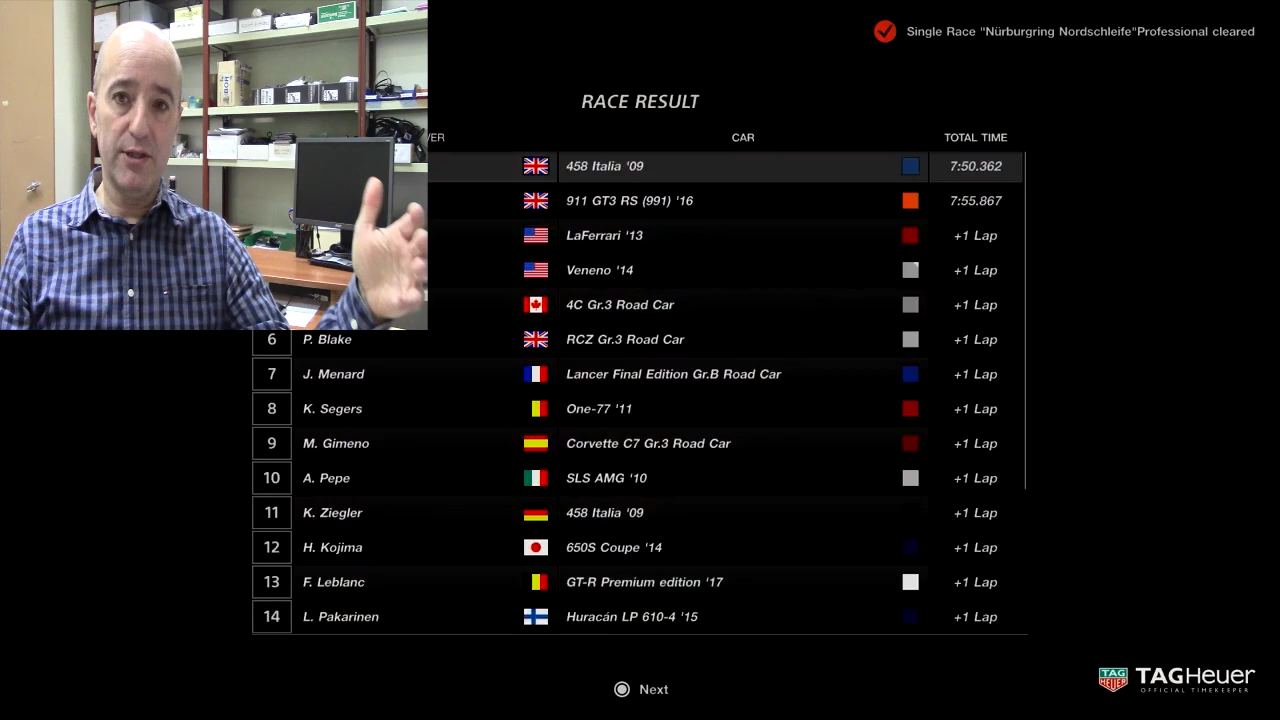 Single Race "Nürburgring Nordschleife"Professional cleared
RACE RESULT
VER CAR TOTAL TIME
458 Italia '09 7:50.362
911 GT3 RS (991) '16 7:55.867
LaFerrari '13 +1 Lap
Veneno '14 +1 Lap
4C Gr.3 Road Car +1 Lap
6 P. Blake RCZ Gr.3 Road Car +1 Lap
7 J. Menard Lancer Final Edition Gr.B Road Car +1 Lap
8 K. Segers One-77 '11 +1 Lap
9 M. Gimeno Corvette C7 Gr.3 Road Car +1 Lap
10 A. Pepe SLS AMG '10 +1 Lap
11 K. Ziegler 458 Italia '09 +1 Lap
12 H. Kojima 650S Coupe '14 +1 Lap
13 F. Leblanc GT-R Premium edition '17 +1 Lap
14 L. Pakarinen Huracán LP 610-4 '15 +1 Lap
Next
TAG HEUER TAGHeuer
OFFICIAL TIMEKEEPER